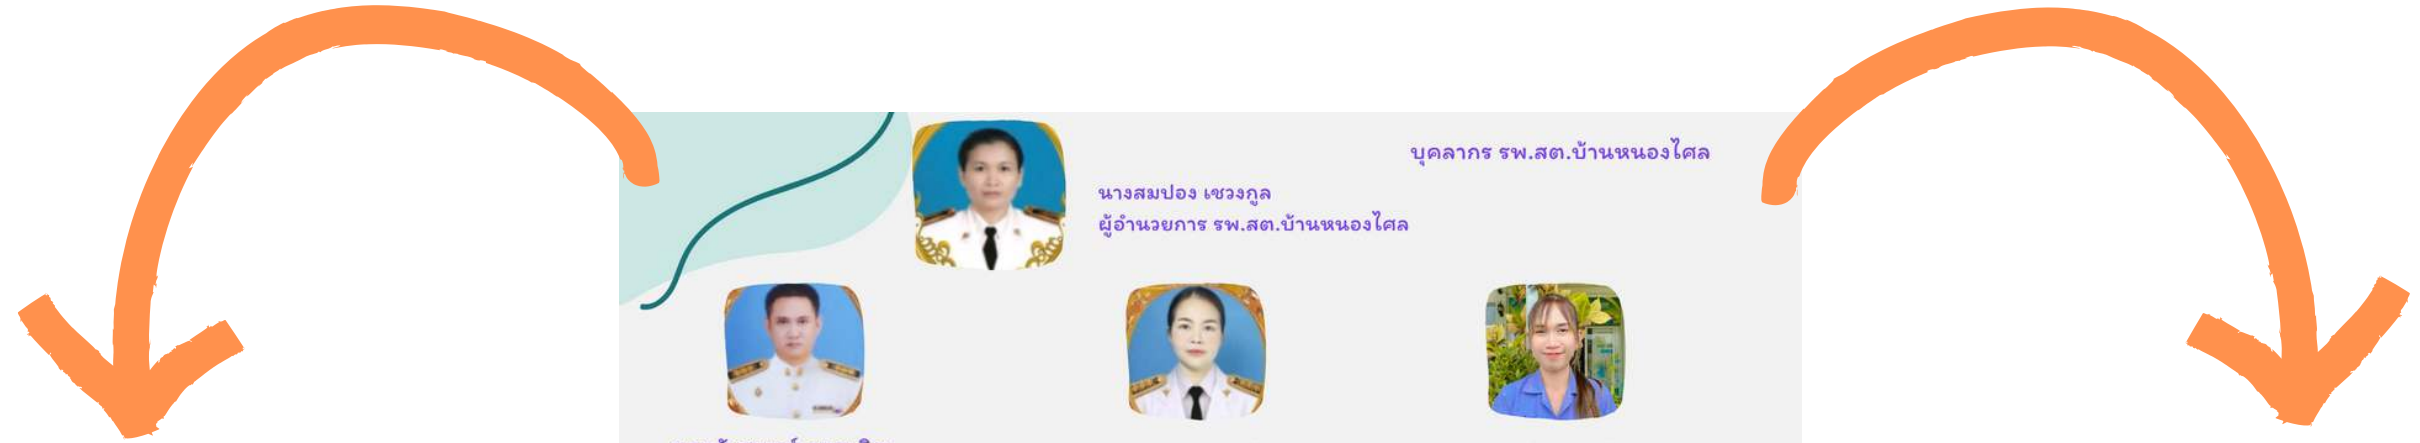 บุคลากร รพ.สต.บ้านหนองไศล
นางสมปอง เซวงกูล
ผู้อำนวยการ รพ.สต.บ้านหนองไศล